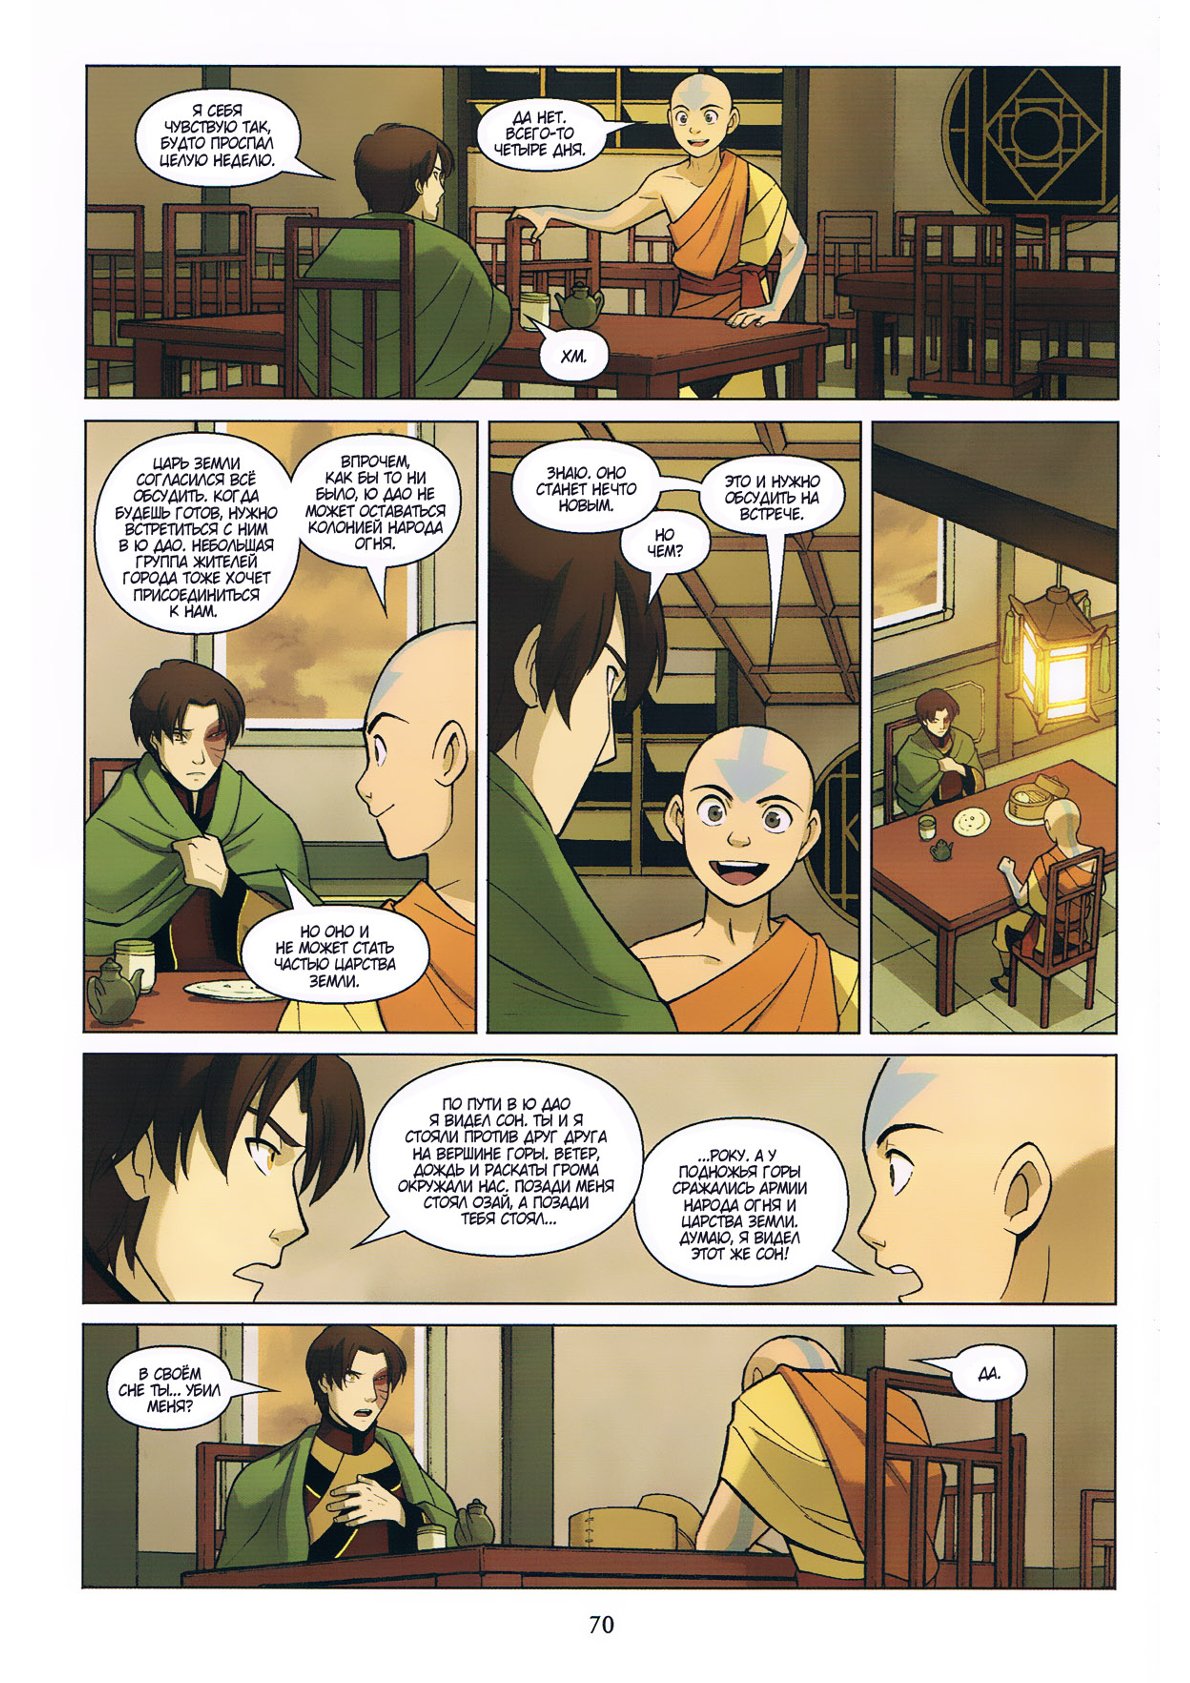 Я СЕБЯ
ЧУВСТВУЮ ТАК,
БУДТО ПРОСПАЛ
ЦЕЛУЮ НЕДЕЛЮ.
ДА НЕТ.
ВСЕГО-ТО
ЧЕТЫРЕ ДНЯ.
ХМ.
ЦАРЬ ЗЕМЛИ
СОГЛАСИЛСЯ ВСЁ
ОБСУДИТЬ. КОГДА
БУДЕШЬ ГОТОВ, НУЖНО
ВСТРЕТИТЬСЯ С НИМ
В Ю ДАО. НЕБОЛЬШАЯ
ГРУППА ЖИТЕЛЕЙ
ГОРОДА ТОЖЕ ХОЧЕТ
ПРИСОЕДИНИТЬСЯ
К НАМ.
ВПРОЧЕМ,
КАК БЫ ТО НИ
БЫЛО, Ю ДАО НЕ
МОЖЕТ ОСТАВАТЬСЯ
КОЛОНИЕЙ НАРОДА
ОГНЯ.
НО ОНО И
НЕ МОЖЕТ СТАТЬ
ЧАСТЬЮ ЦАРСТВА
ЗЕМЛИ.
ЗНАЮ. ОНО
СТАНЕТ НЕЧТО
НОВЫМ.
НО
ЧЕМ?
ЭТО И НУЖНО
ОБСУДИТЬ НА
ВСТРЕЧЕ.
ПО ПУТИ В Ю ДАО
Я ВИДЕЛ СОН. ТЫ И Я
СТОЯЛИ ПРОТИВ ДРУГ ДРУГА
НА ВЕРШИНЕ ГОРЫ. ВЕТЕР,
ДОЖДЬ И РАСКАТЫ ГРОМА
ОКРУЖАЛИ НАС. ПОЗАДИ МЕНЯ
СТОЯЛ ОЗАЙ, А ПОЗАДИ
ТЕБЯ СТОЯЛ...
...РОКУ. А У
ПОДНОЖЬЯ ГОРЫ
СРАЖАЛИСЬ АРМИИ
НАРОДА ОГНЯ И
ЦАРСТВА ЗЕМЛИ.
ДУМАЮ, Я ВИДЕЛ
ЭТОТ ЖЕ СОН!
В СВОЁМ
СНЕ ТЫ... УБИЛ
МЕНЯ?
ДА.
70